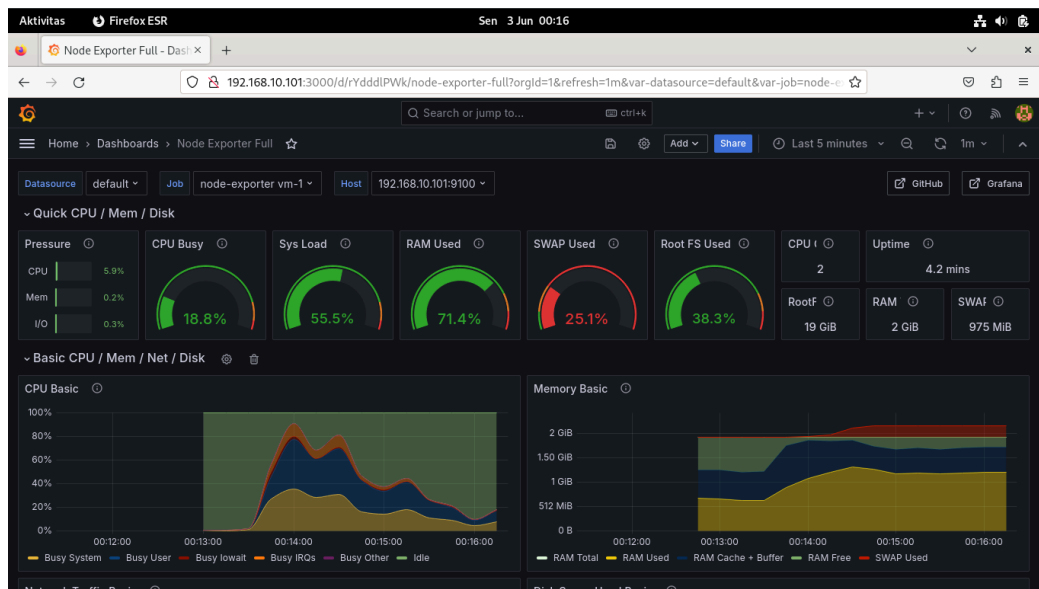 Aktivitas Firefox ESR Sen 3 Jun 00:16
Node Exporter Full - Dash
192.168.10.101:3000/d/rYdddlPWk/node-exporter-full?orgId=1&refresh=1m&var-datasource=default&var-job=node-e
Search or jump to... ctrl+k
Home › Dashboards › Node Exporter Full Add Share Last 5 minutes 1m
Datasource default Job node-exporter vm-1 Host 192.168.10.101:9100 GitHub Grafana
Quick CPU / Mem / Disk
Pressure CPU Busy Sys Load RAM Used SWAP Used Root FS Used CPU Uptime
CPU 5.9%
Mem 0.2%
I/O 0.3%
18.8% 55.5% 71.4% 25.1% 38.3%
2 4.2 mins
RootF RAM SWAF
19 GiB 2 GiB 975 MiB
Basic CPU / Mem / Net / Disk
CPU Basic
100%
80%
60%
40%
20%
0%
00:12:00 00:13:00 00:14:00 00:15:00 00:16:00
Busy System Busy User Busy Iowait Busy IRQs Busy Other Idle
Memory Basic
2 GiB
1.50 GiB
1 GiB
512 MiB
0 B
00:12:00 00:13:00 00:14:00 00:15:00 00:16:00
RAM Total RAM Used RAM Cache + Buffer RAM Free SWAP Used